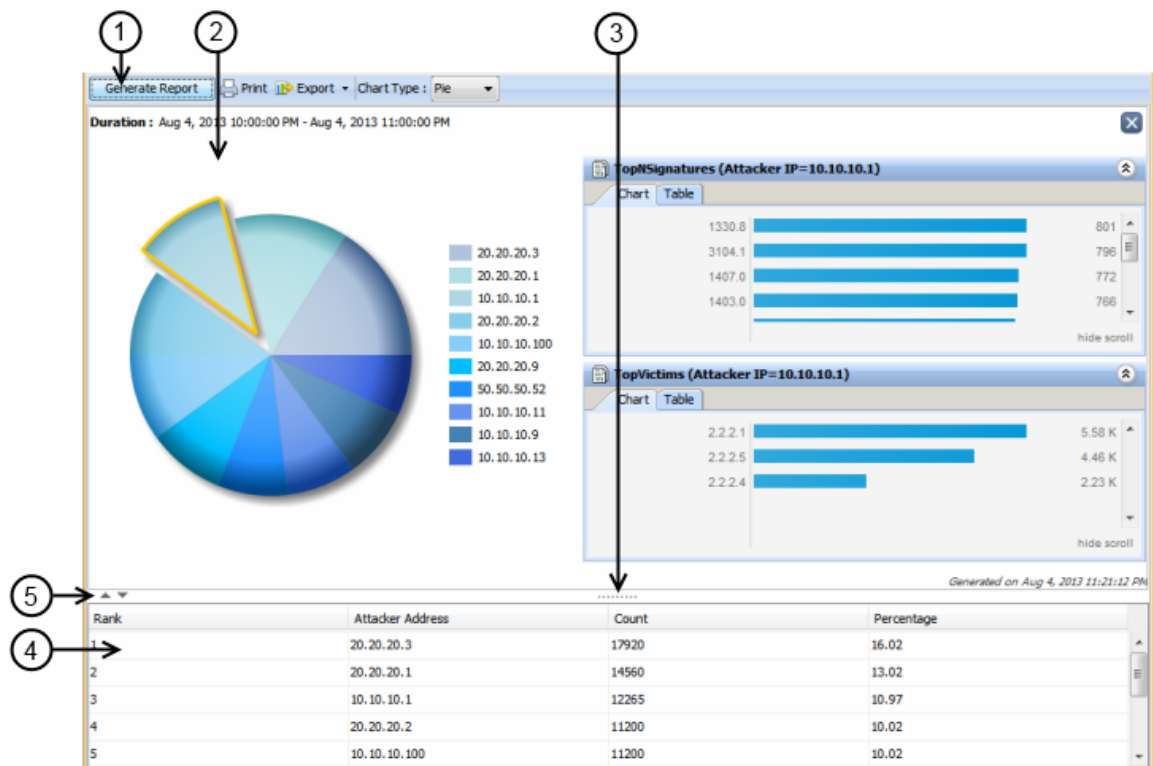 1 2 3
Generate Report Print Export Chart Type : Pie
Duration : Aug 4, 2013 10:00:00 PM - Aug 4, 2013 11:00:00 PM
20.20.20.3
20.20.20.1
10.10.10.1
20.20.20.2
10.10.10.100
20.20.20.9
50.50.50.52
10.10.10.11
10.10.10.9
10.10.10.13
TopNSignatures (Attacker IP=10.10.10.1)
Chart Table
1330.8 801
3104.1 796
1407.0 772
1403.0 766
hide scroll
TopVictims (Attacker IP=10.10.10.1)
Chart Table
2.2.2.1 5.58 K
2.2.2.5 4.46 K
2.2.2.4 2.23 K
hide scroll
Generated on Aug 4, 2013 11:21:12 PM
5
Rank Attacker Address Count Percentage
4
1 20.20.20.3 17920 16.02
2 20.20.20.1 14560 13.02
3 10.10.10.1 12265 10.97
4 20.20.20.2 11200 10.02
5 10.10.10.100 11200 10.02